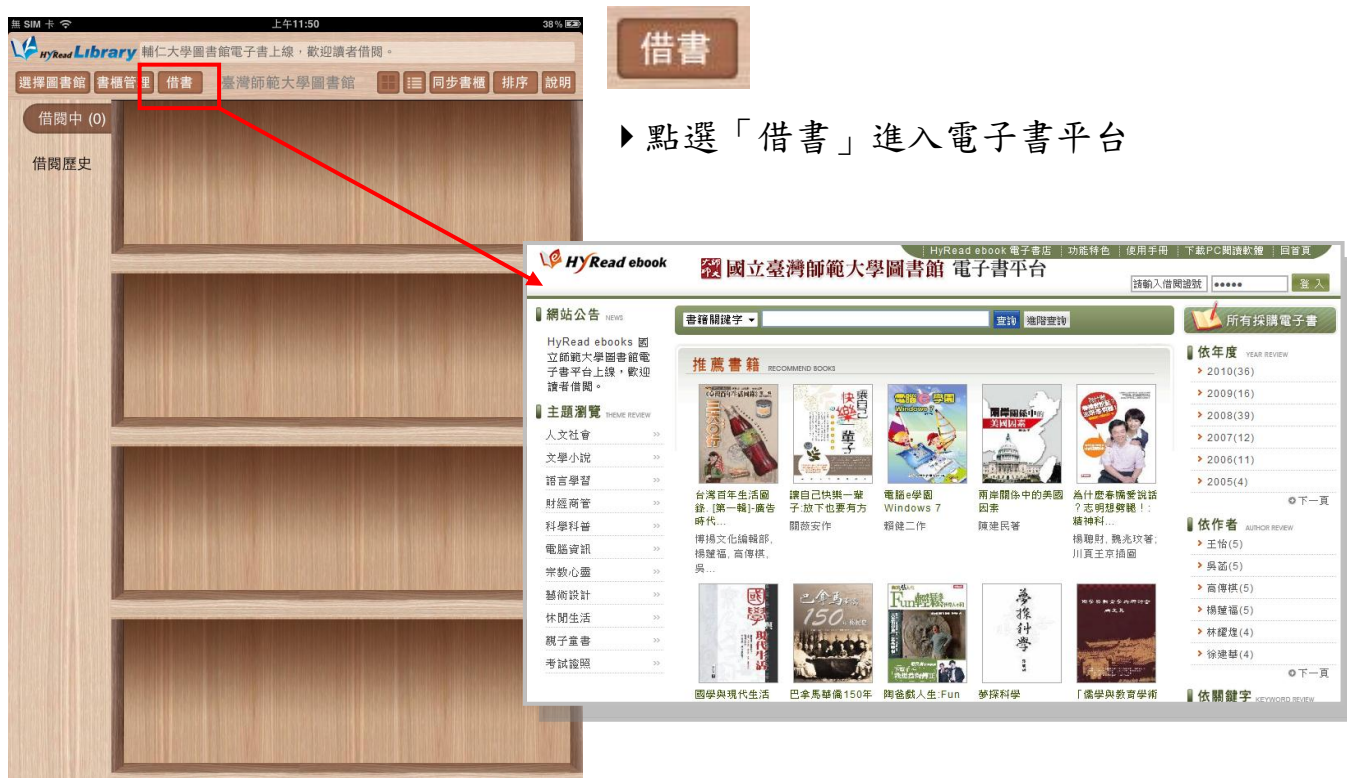 無 SIM 卡 上午11:50 38%
HyRead Library 輔仁大學圖書館電子書上線，歡迎讀者借閱。
選擇圖書館 書櫃管理 借書 臺灣師範大學圖書館 同步書櫃 排序 說明
借閱中 (0)
借閱歷史
借書
▶點選「借書」進入電子書平台
HyRead ebook 電子書店 功能特色 使用手冊 下載PC閱讀軟體 回首頁
HyRead ebook 國立臺灣師範大學圖書館 電子書平台
請輸入借閱證號 ●●●●● 登入
網站公告 NEWS
HyRead ebooks 國
立師範大學圖書館電
子書平台上線，歡迎
讀者借閱。
主題瀏覽 THEME REVIEW
人文社會
文學小說
語言學習
財經商管
科學科普
電腦資訊
宗教心靈
藝術設計
休閒生活
親子童書
考試證照
書籍關鍵字 查詢 進階查詢
推薦書籍 RECOMMEND BOOKS
台灣百年生活圖
錄. [第一輯]-廣告
時代...
博揚文化編輯部,
楊蓮福, 高傳棋,
吳...
讓自己快樂一輩
子:放下也要有方
關薇安作
電腦e學園
Windows 7
賴健二作
兩岸關係中的美國
因素
陳建民著
為什麼春嬌愛說話
?志明想劈腿！:
精神科...
楊聰財, 魏兆玟著;
川頁王京插圖
國學與現代生活
巴拿馬華僑150年
陶爸戲人生:Fun
夢探科學
「儒學與教育學術
所有採購電子書
依年度 YEAR REVIEW
2010(36)
2009(16)
2008(39)
2007(12)
2006(11)
2005(4)
下一頁
依作者 AUTHOR REVIEW
王怡(5)
吳菡(5)
高傳棋(5)
楊蓮福(5)
林耀煌(4)
徐建華(4)
下一頁
依關鍵字 KEYWORD REVIEW